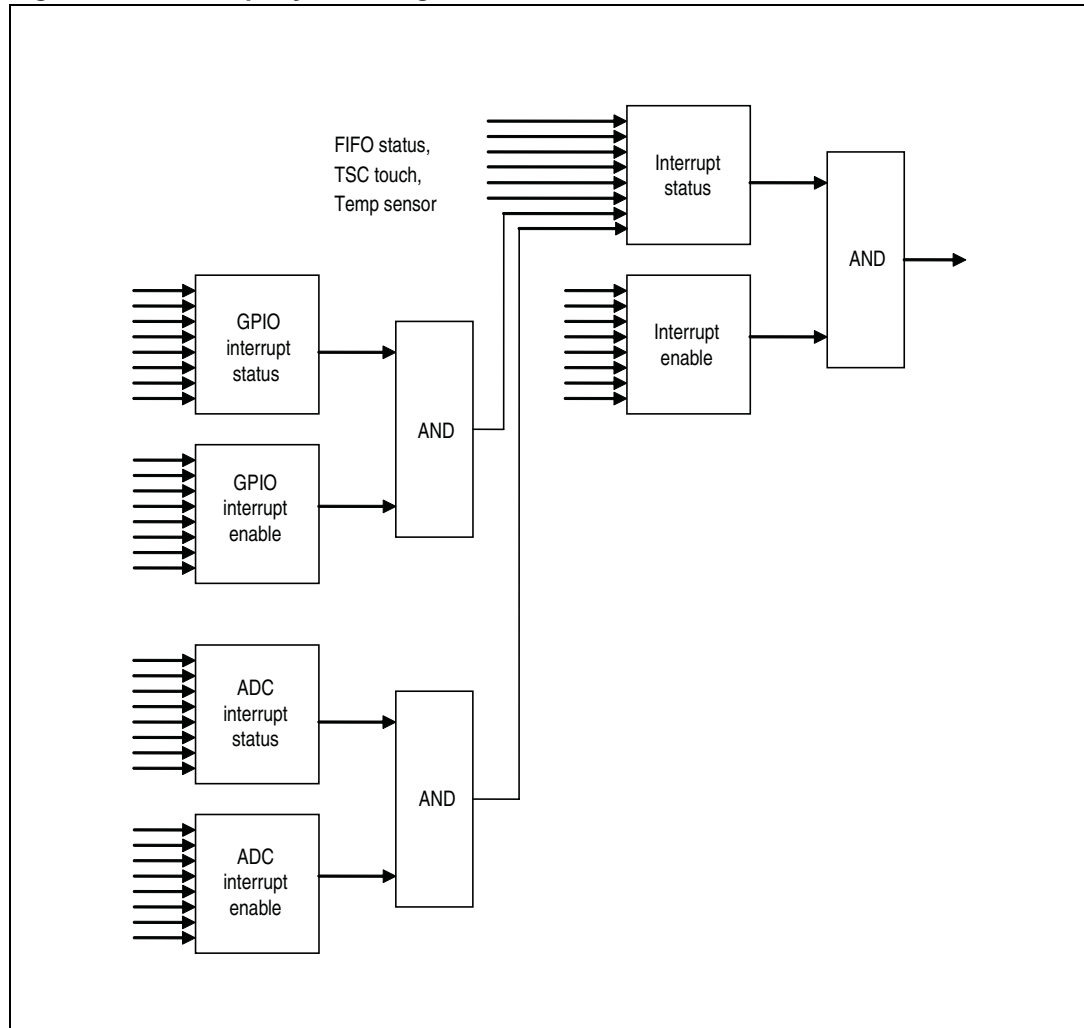 FIFO status,
TSC touch,
Temp sensor
Interrupt
status
AND
Interrupt
enable
GPIO
interrupt
status
AND
GPIO
interrupt
enable
ADC
interrupt
status
AND
ADC
interrupt
enable